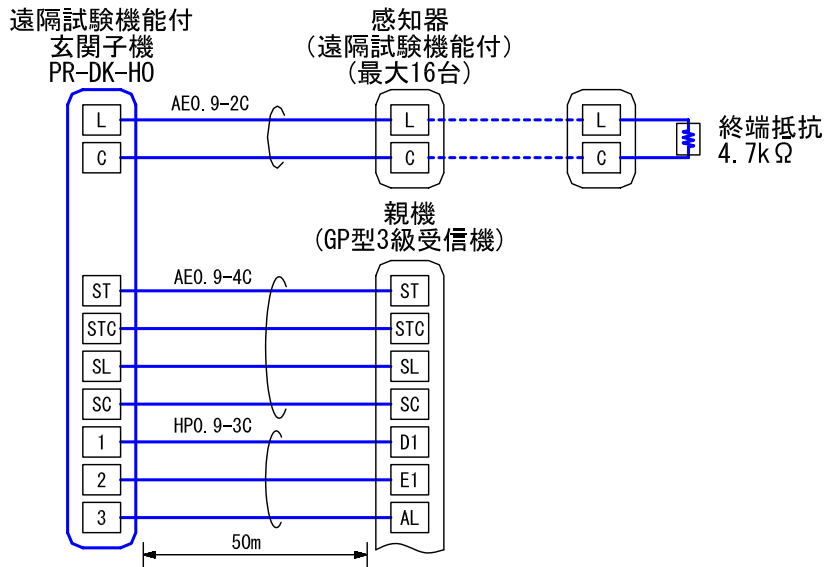 遠隔試験機能付
玄関子機
PR-DK-HO
感知器
(遠隔試験機能付)
(最大16台)
AE0.9-2C
L
L
L
C
C
C
終端抵抗
4.7kΩ
親機
(GP型3級受信機)
AE0.9-4C
ST
ST
STC
STC
SL
SL
SC
SC
HP0.9-3C
1
D1
2
E1
3
AL
50m